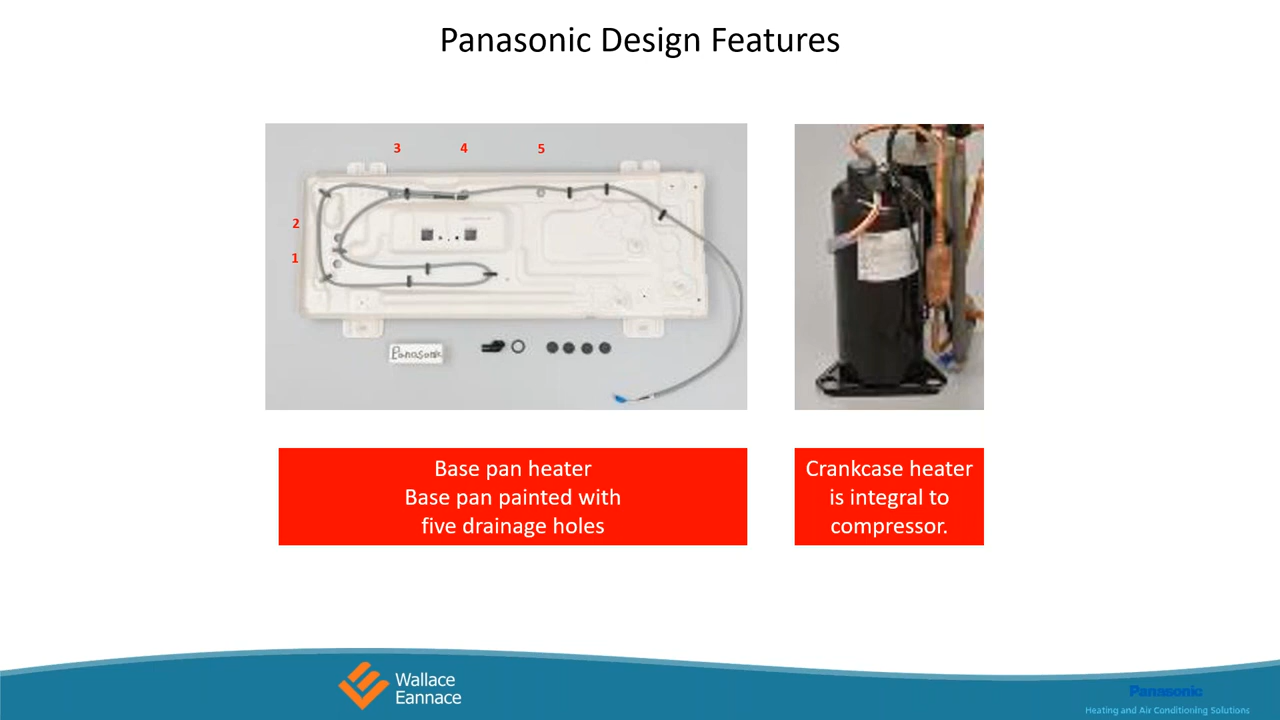 Panasonic Design Features
3
4
5
2
1
Panasonic
Base pan heater
Base pan painted with
five drainage holes
Crankcase heater
is integral to
compressor.
Wallace
Eannace
Panasonic
Heating and Air Conditioning Solutions